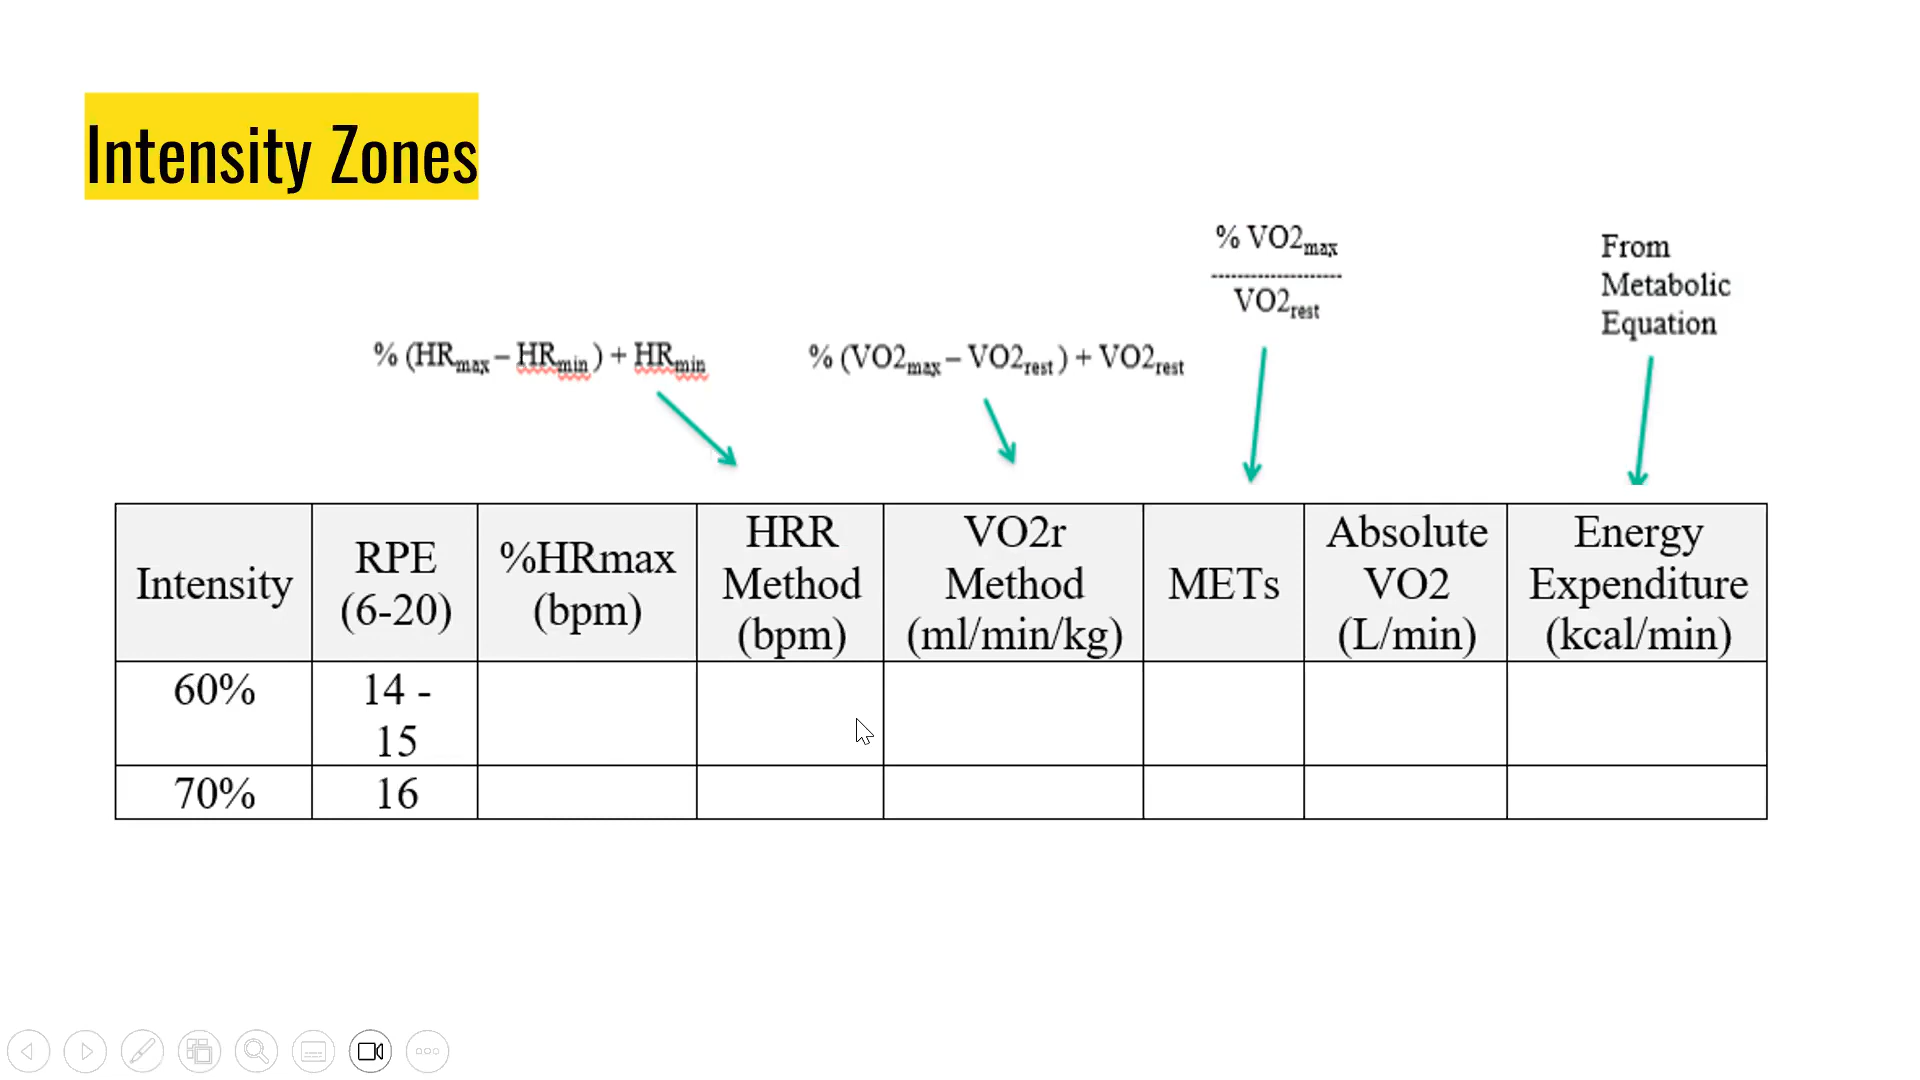 Intensity Zones
% VO2max
--------------------
VO2rest
From
Metabolic
Equation
% (HRmax – HRmin ) + HRmin
% (VO2max – VO2rest ) + VO2rest
Intensity
RPE
(6-20)
%HRmax
(bpm)
HRR
Method
(bpm)
VO2r
Method
(ml/min/kg)
METs
Absolute
VO2
(L/min)
Energy
Expenditure
(kcal/min)
60%
14 -
15
70%
16